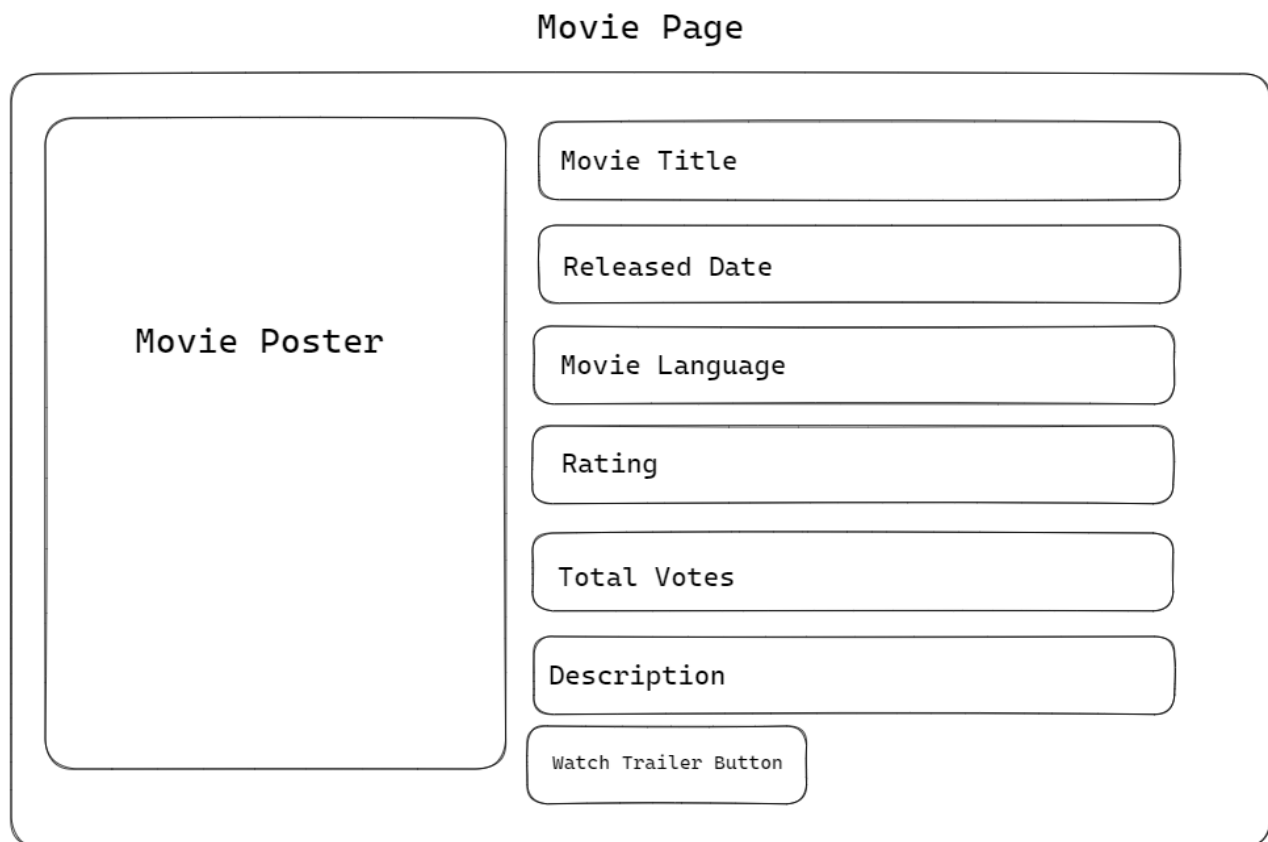 Movie Page
Movie Poster
Movie Title
Released Date
Movie Language
Rating
Total Votes
Description
Watch Trailer Button